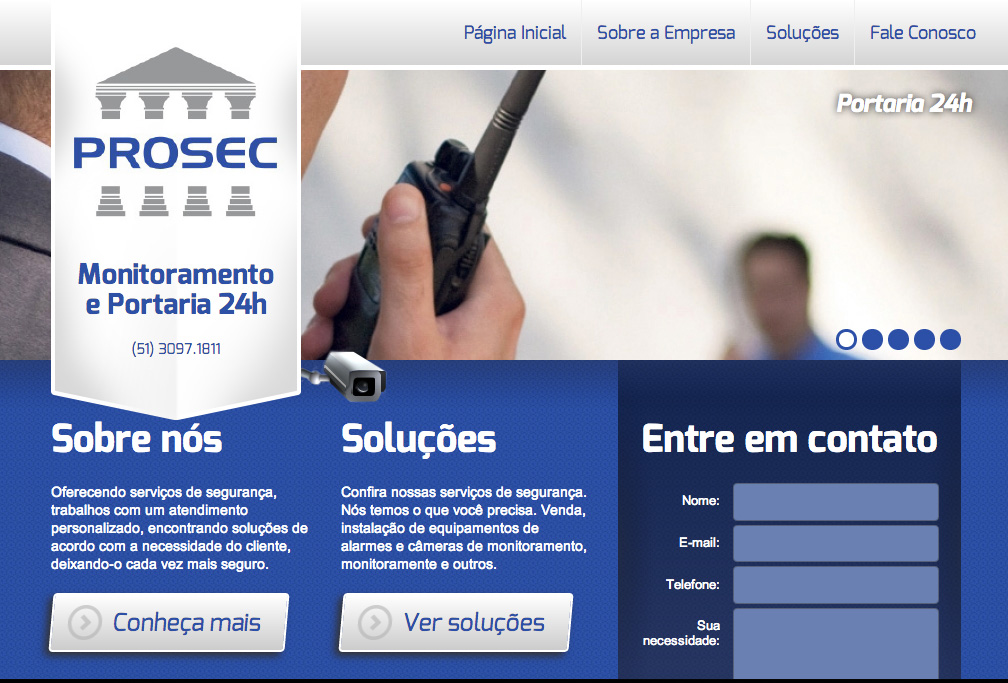 Página Inicial
Sobre a Empresa
Soluções
Fale Conosco
PROSEC
Monitoramento
e Portaria 24h
(51) 3097.1811
Portaria 24h
Sobre nós
Oferecendo serviços de segurança,
trabalhos com um atendimento
personalizado, encontrando soluções de
acordo com a necessidade do cliente,
deixando-o cada vez mais seguro.
Conheça mais
Soluções
Confira nossas serviços de segurança.
Nós temos o que você precisa. Venda,
instalação de equipamentos de
alarmes e câmeras de monitoramento,
monitoramente e outros.
Ver soluções
Entre em contato
Nome:
E-mail:
Telefone:
Sua
necessidade: